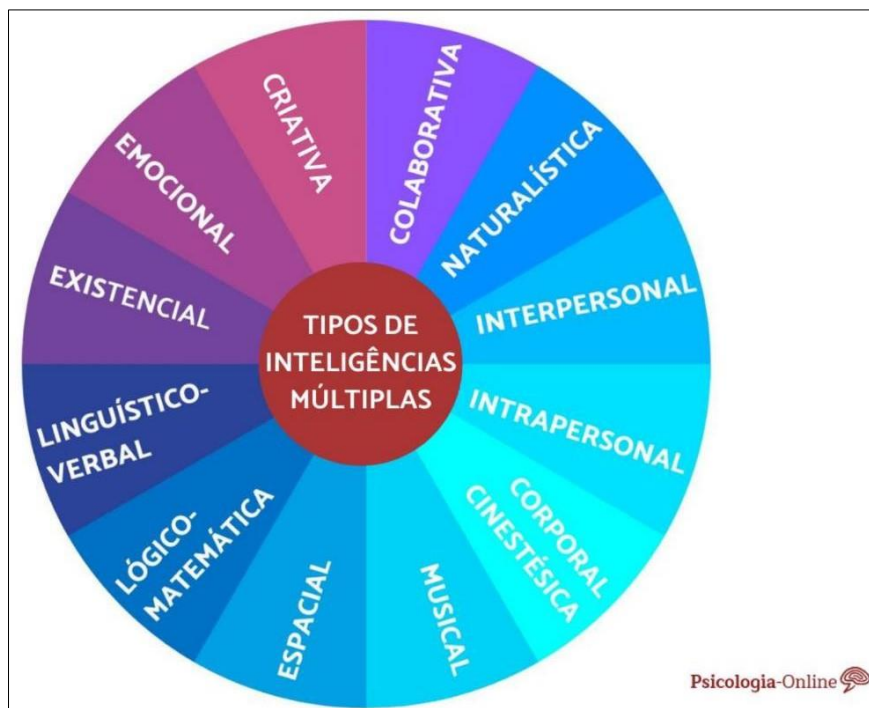 TIPOS DE
INTELIGÊNCIAS
MÚLTIPLAS
CRIATIVA
COLABORATIVA
NATURALÍSTICA
INTERPERSONAL
INTRAPERSONAL
CORPORAL
CINESTÉSICA
MUSICAL
ESPACIAL
LÓGICO-
MATEMÁTICA
LINGUÍSTICO-
VERBAL
EXISTENCIAL
EMOCIONAL
Psicologia-Online